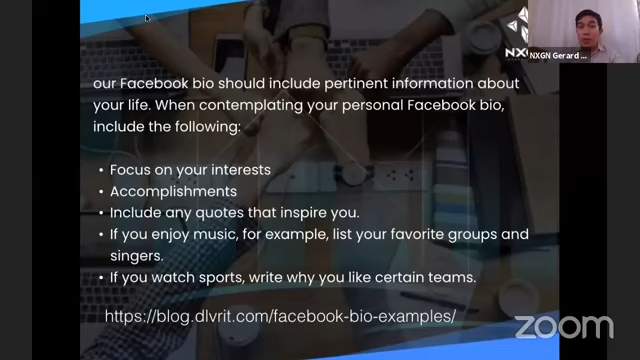 NXGN
NXGN Gerard ...
our Facebook bio should include pertinent information about
your life. When contemplating your personal Facebook bio,
include the following:
• Focus on your interests
• Accomplishments
• Include any quotes that inspire you.
• If you enjoy music, for example, list your favorite groups and
singers.
• If you watch sports, write why you like certain teams.
https://blog.dlvrit.com/facebook-bio-examples/
zoom